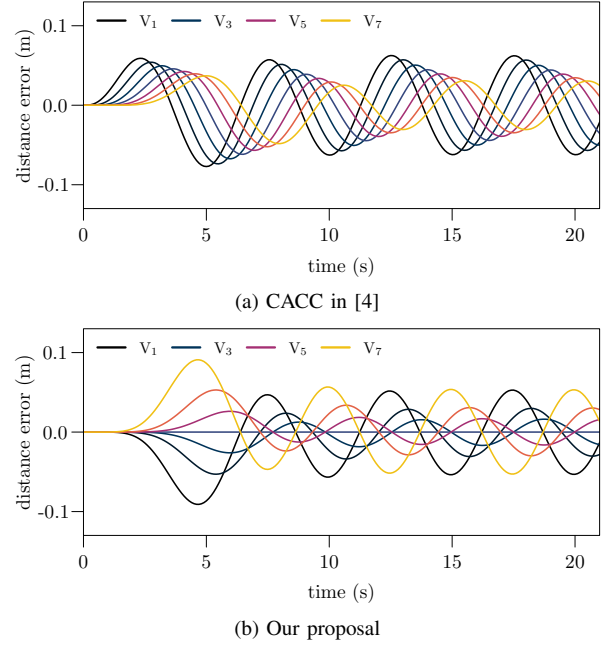 0.1
V1 V3 V5 V7
distance error (m)
0.0
-0.1
0 5 10 15 20
time (s)
(a) CACC in [4]
0.1
V1 V3 V5 V7
distance error (m)
0.0
-0.1
0 5 10 15 20
time (s)
(b) Our proposal